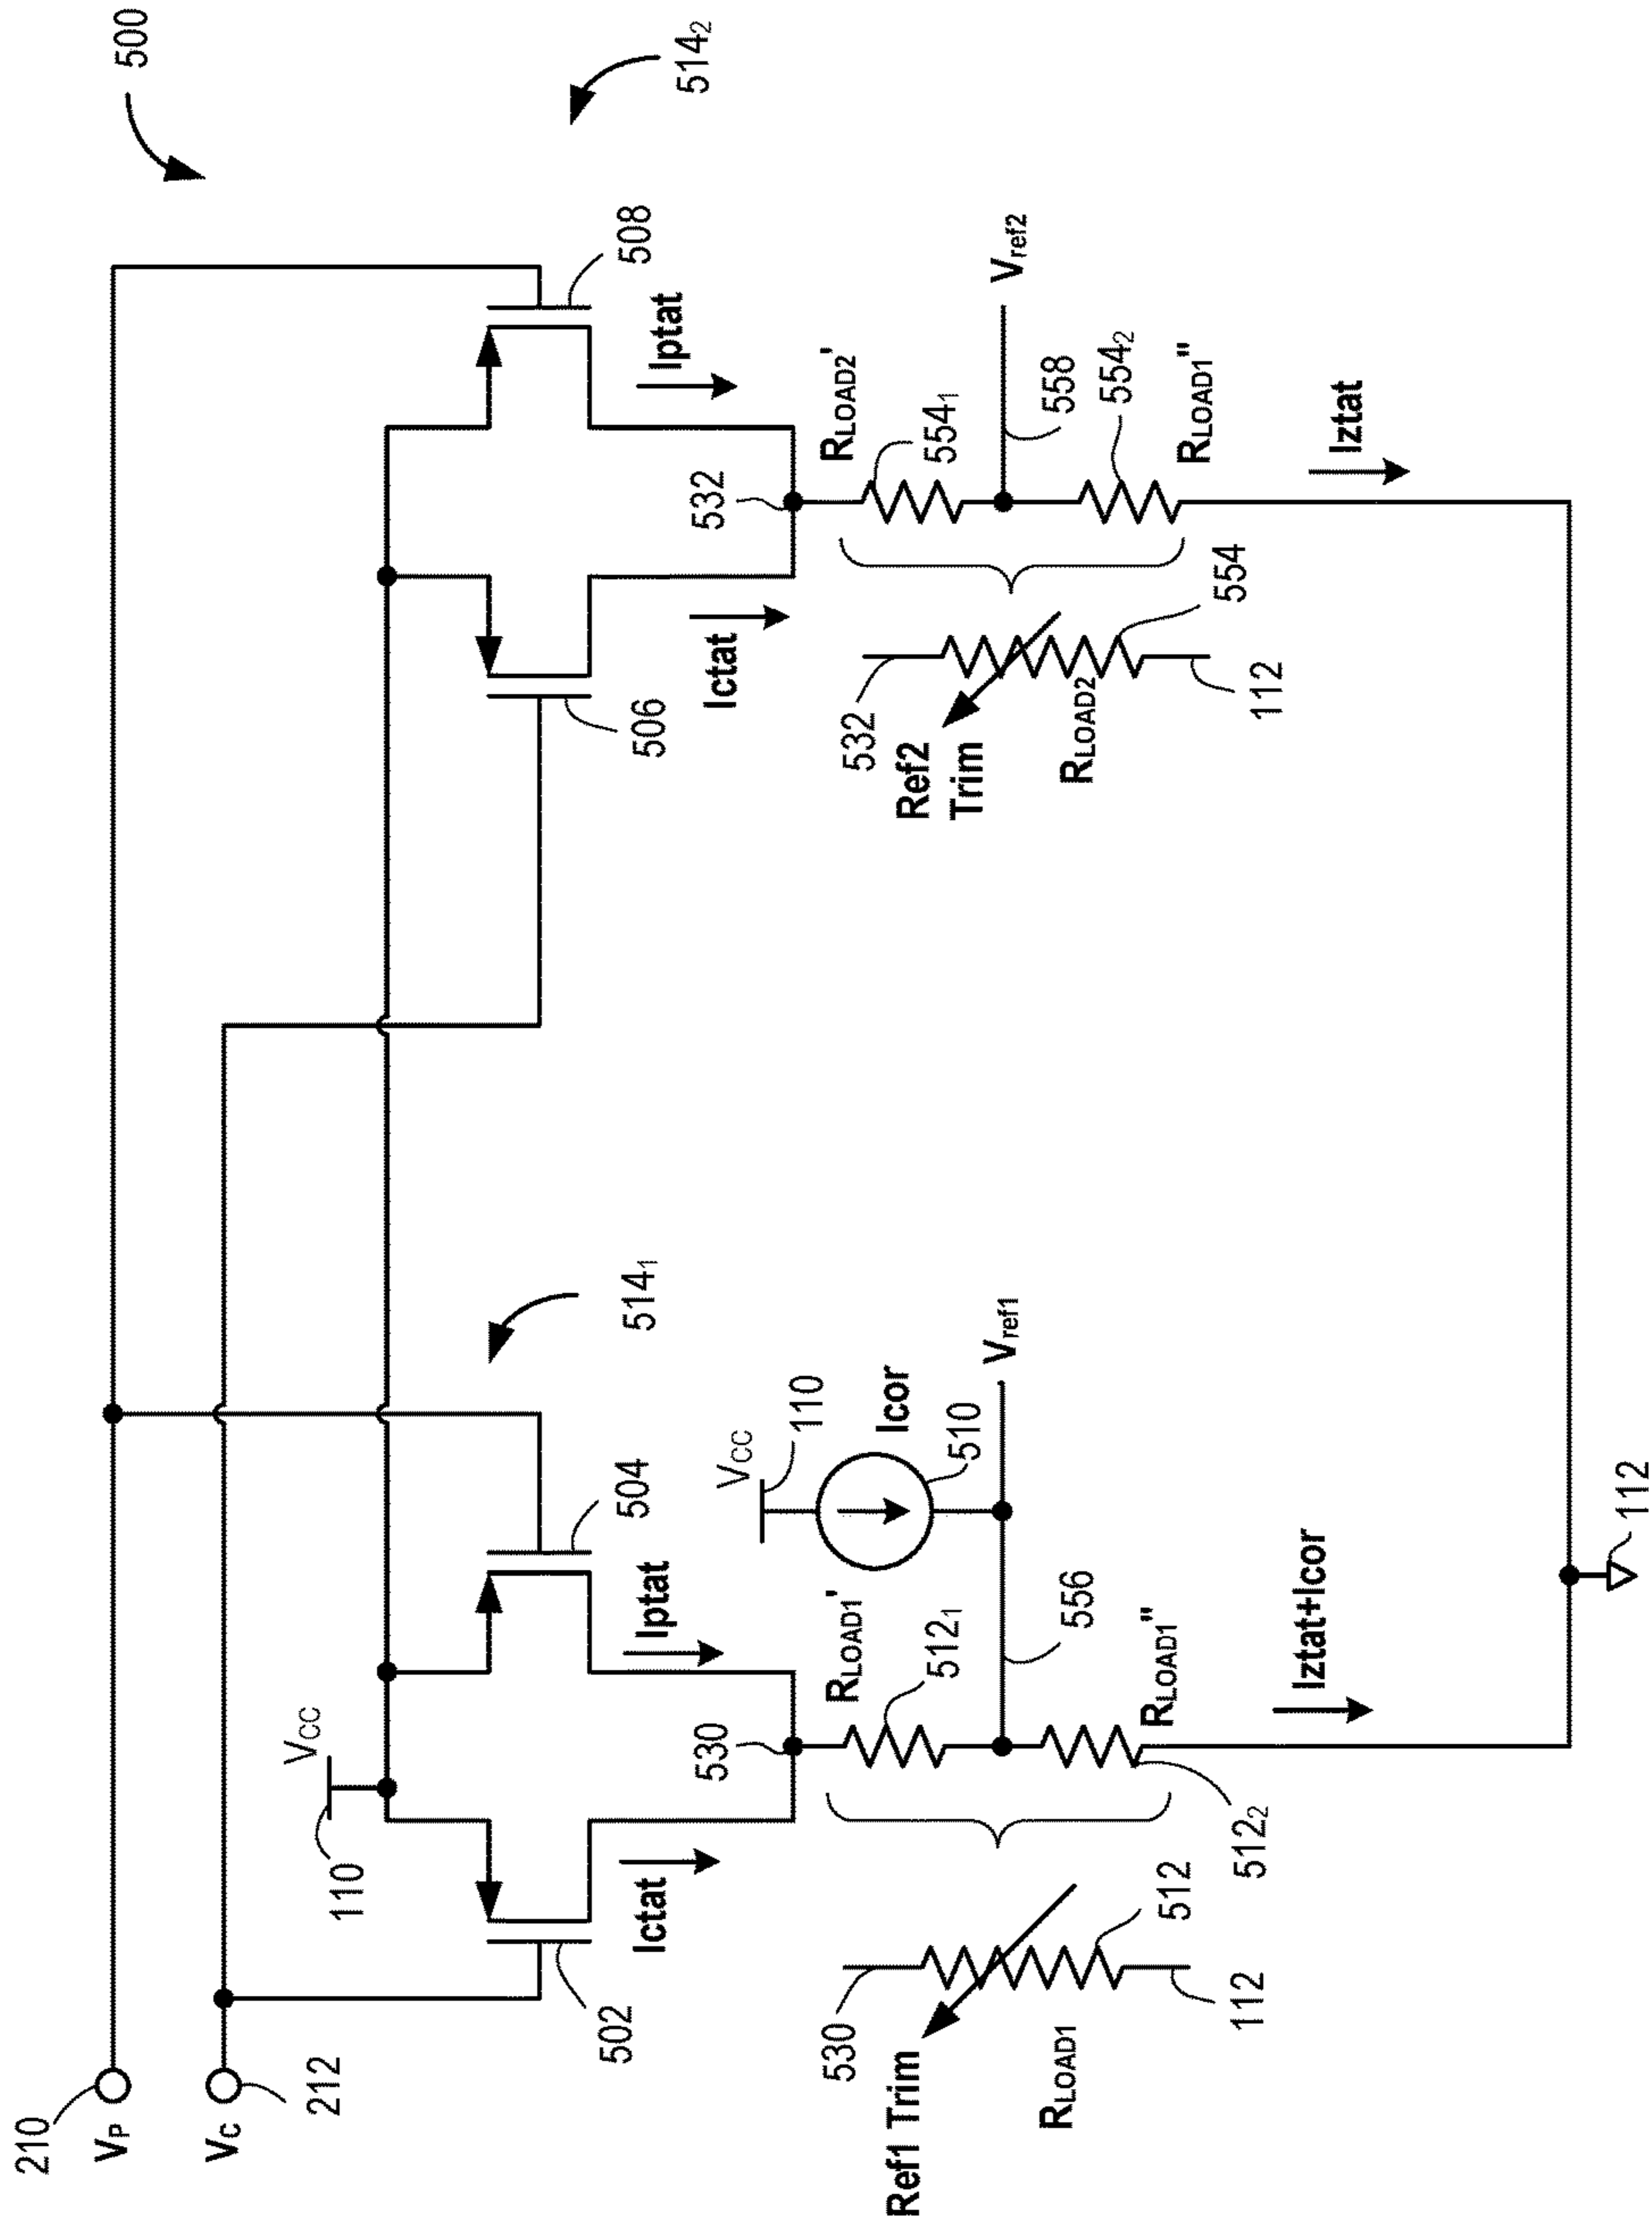 500
514₂
210
V_P
V_C
212
V_CC
110
502
504
506
508
514₁
Ictat
Iptat
Ictat
Iptat
530
532
V_CC
110
Icor
510
R_LOAD1'
512₁
556
V_ref1
R_LOAD1"
512₂
Iztat+Icor
530
Ref1 Trim
R_LOAD1
512
112
R_LOAD2'
554₁
558
V_ref2
554₂
R_LOAD1"
Iztat
532
Ref2
Trim
R_LOAD2
554
112
112